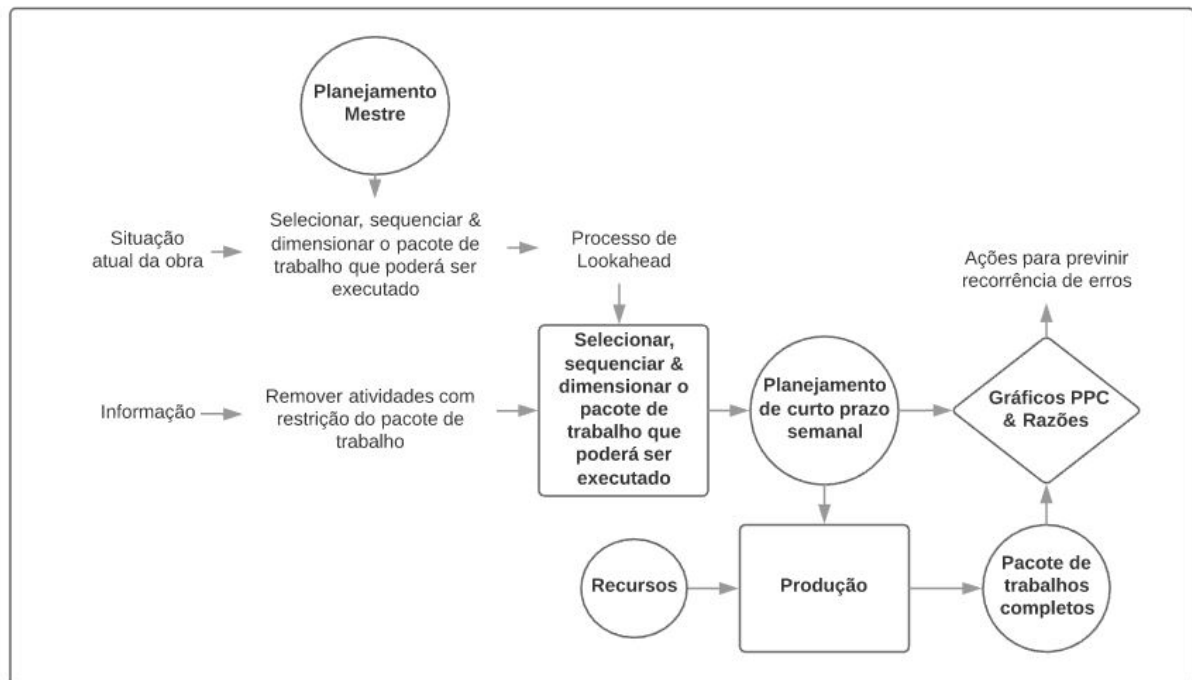 Planejamento
Mestre
Situação
atual da obra
Selecionar, sequenciar &
dimensionar o pacote de
trabalho que poderá ser
executado
Processo de
Lookahead
Ações para previnir
recorrência de erros
Informação
Remover atividades com
restrição do pacote de
trabalho
Selecionar,
sequenciar &
dimensionar o
pacote de
trabalho que
poderá ser
executado
Planejamento
de curto prazo
semanal
Gráficos PPC
& Razões
Recursos
Produção
Pacote de
trabalhos
completos